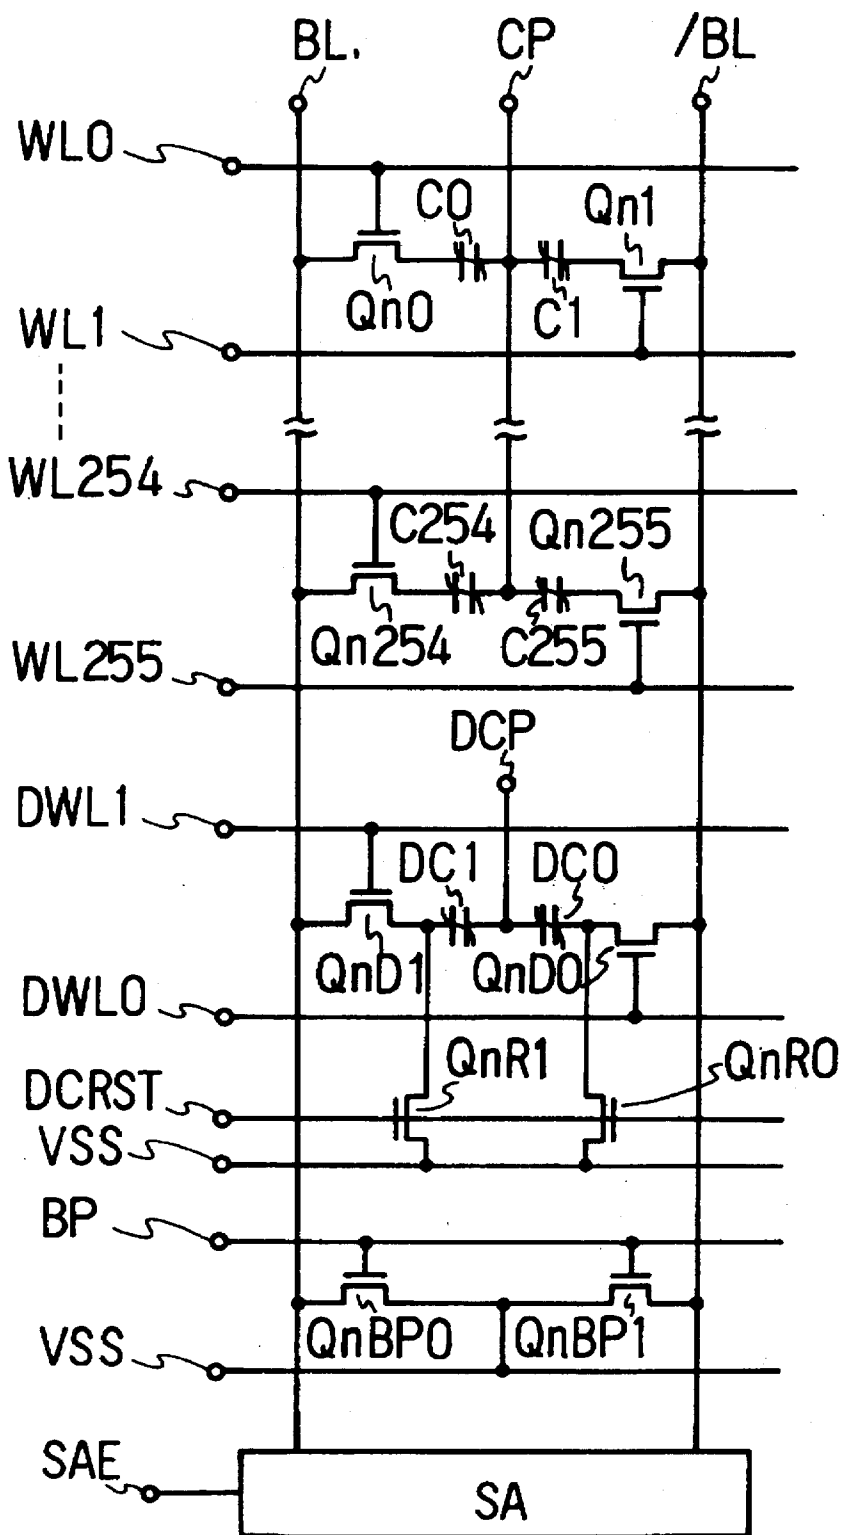 BL. CP /BL
WL0
C0 Qn1
Qn0 C1
WL1
WL254
C254 Qn255
Qn254 C255
WL255
DCP
DWL1
DC1 DC0
QnD1 QnD0
DWL0
QnR1 QnR0
DCRST
VSS
BP
QnBP0 QnBP1
VSS
SAE
SA